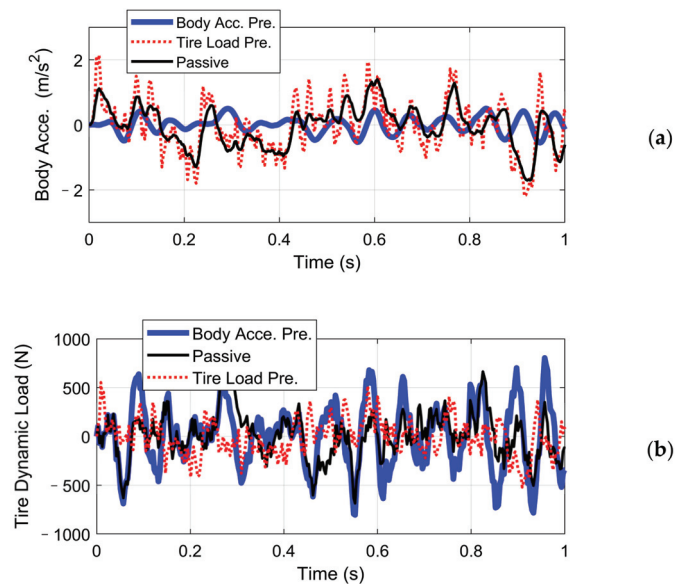 Body Acc. Pre.
Tire Load Pre.
Passive
Body Acce. (m/s²)
2
0
-2
0
0.2
0.4
0.6
0.8
1
Time (s)
(a)
Body Acce. Pre.
Passive
Tire Load Pre.
Tire Dynamic Load (N)
1000
500
0
-500
-1000
0
0.2
0.4
0.6
0.8
1
Time (s)
(b)